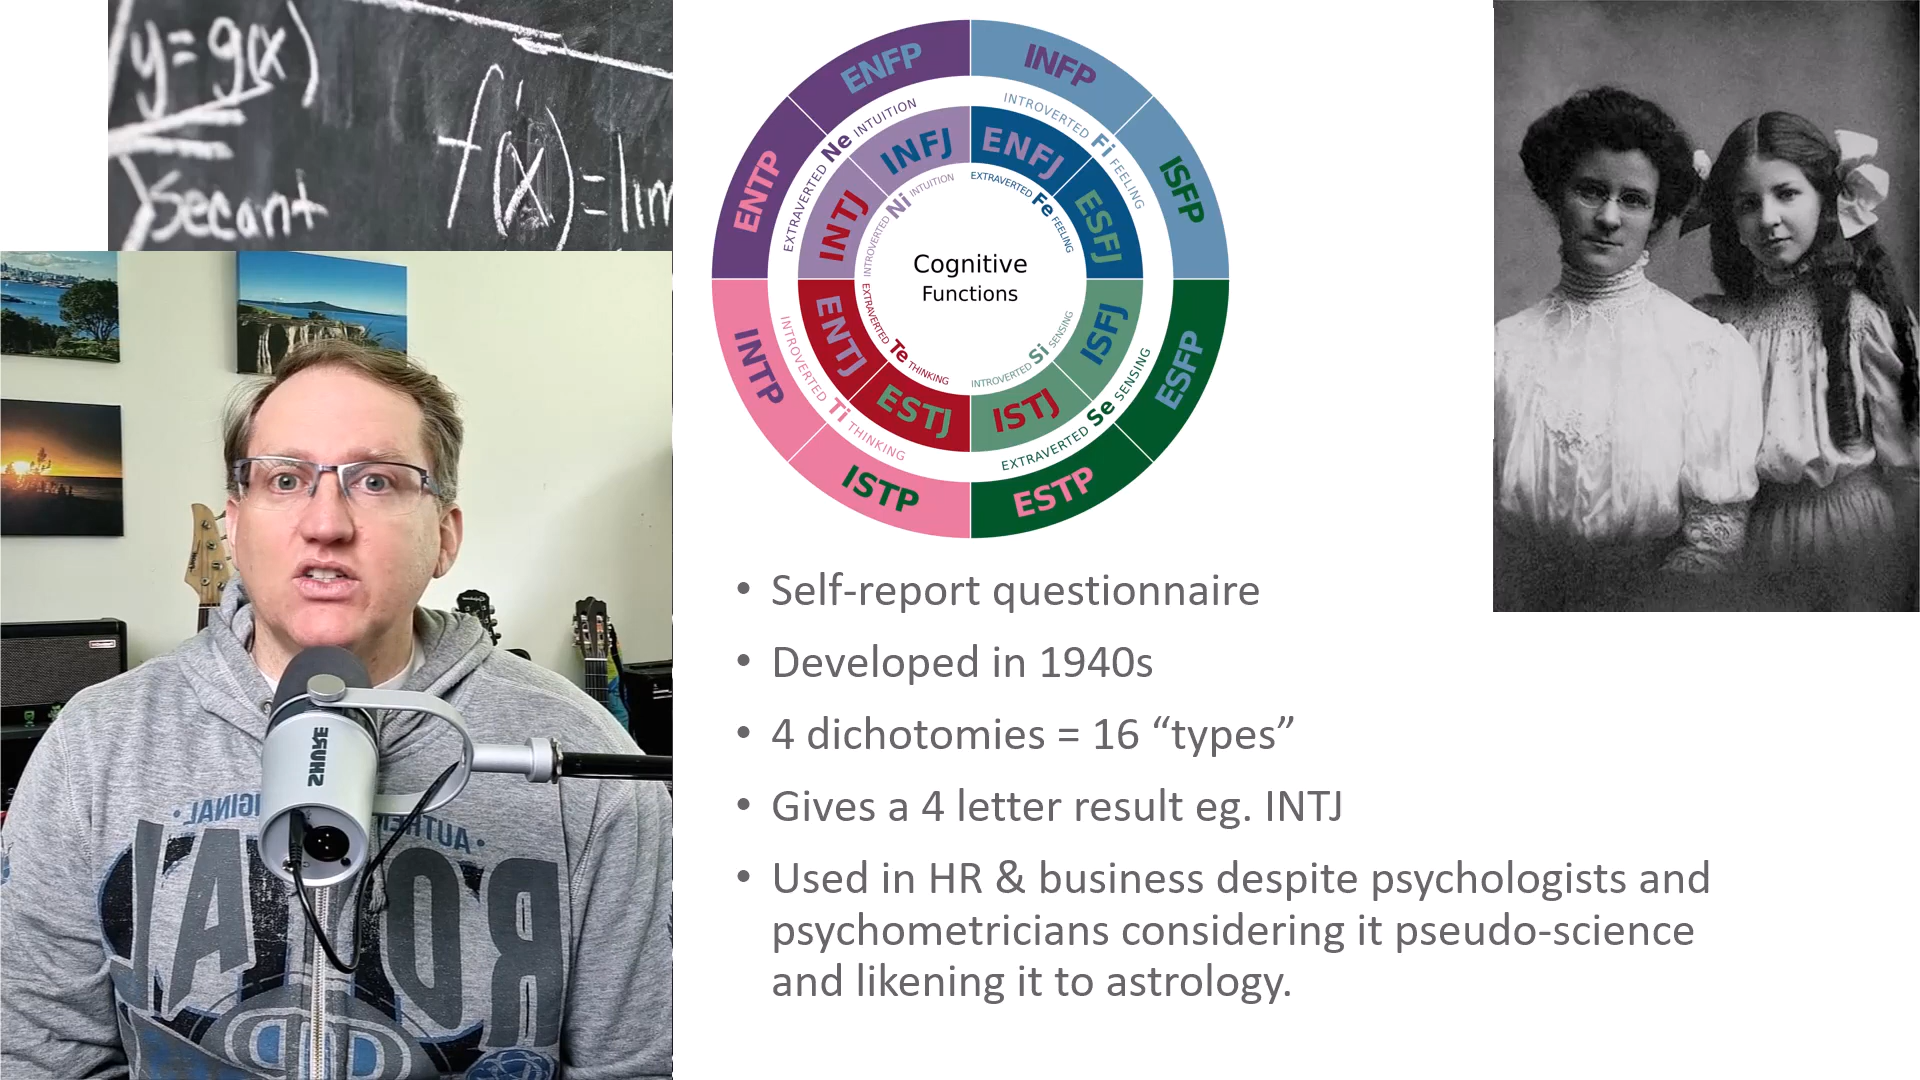 y=g(x)
secant
f'(x)=lim
ENFP
INFP
ENTP
ISFP
INTP
ESFP
ISTP
ESTP
EXTRAVERTED Ne INTUITION
INTROVERTED Fi FEELING
INTROVERTED Ti THINKING
EXTRAVERTED Se SENSING
INFJ
ENFJ
INTJ
ESFJ
ENTJ
ISFJ
ESTJ
ISTJ
INTROVERTED Ni INTUITION
EXTRAVERTED Fe FEELING
EXTRAVERTED Te THINKING
INTROVERTED Si SENSING
Cognitive
Functions
SHURE
ROYAL
• Self-report questionnaire
• Developed in 1940s
• 4 dichotomies = 16 “types”
• Gives a 4 letter result eg. INTJ
• Used in HR & business despite psychologists and
psychometricians considering it pseudo-science
and likening it to astrology.